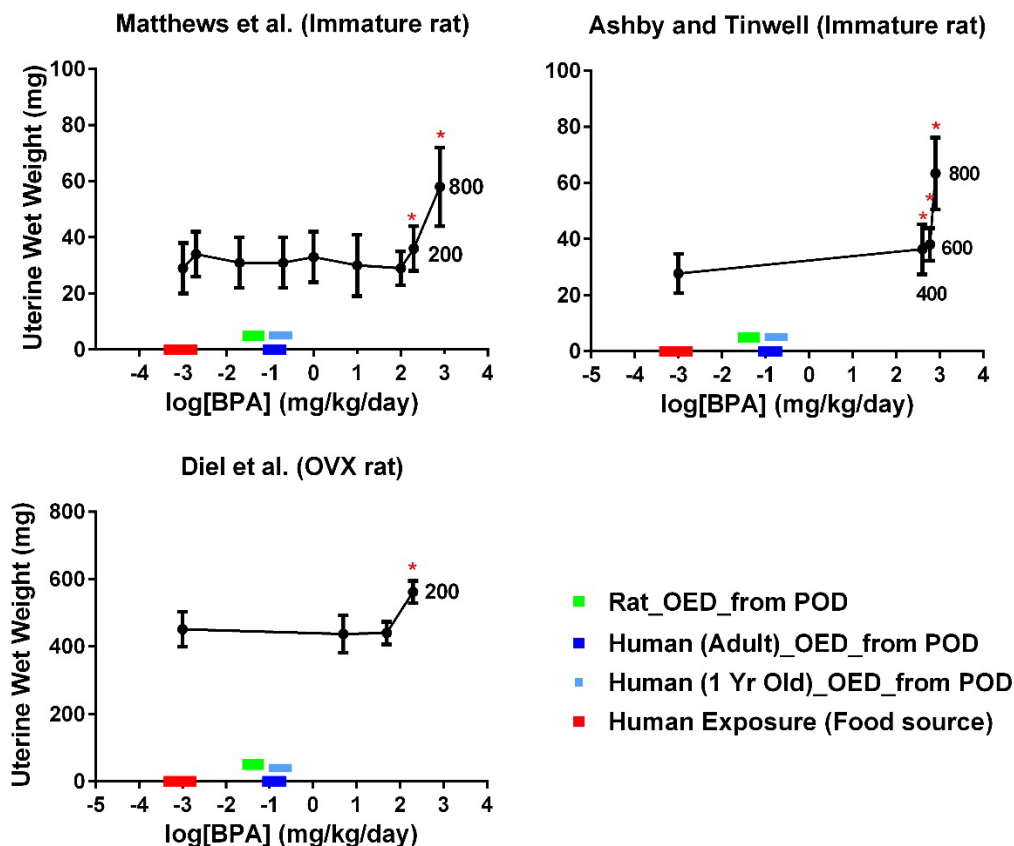 Matthews et al. (Immature rat)
Uterine Wet Weight (mg)
100
80
60
40
20
0
*
*
800
200
-4 -3 -2 -1 0 1 2 3 4
log[BPA] (mg/kg/day)
Ashby and Tinwell (Immature rat)
100
80
60
40
20
0
*
*
*
800
600
400
-5 -4 -3 -2 -1 0 1 2 3 4
log[BPA] (mg/kg/day)
Diel et al. (OVX rat)
Uterine Wet Weight (mg)
800
600
400
200
0
*
200
-5 -4 -3 -2 -1 0 1 2 3 4
log[BPA] (mg/kg/day)
Rat_OED_from POD
Human (Adult)_OED_from POD
Human (1 Yr Old)_OED_from POD
Human Exposure (Food source)